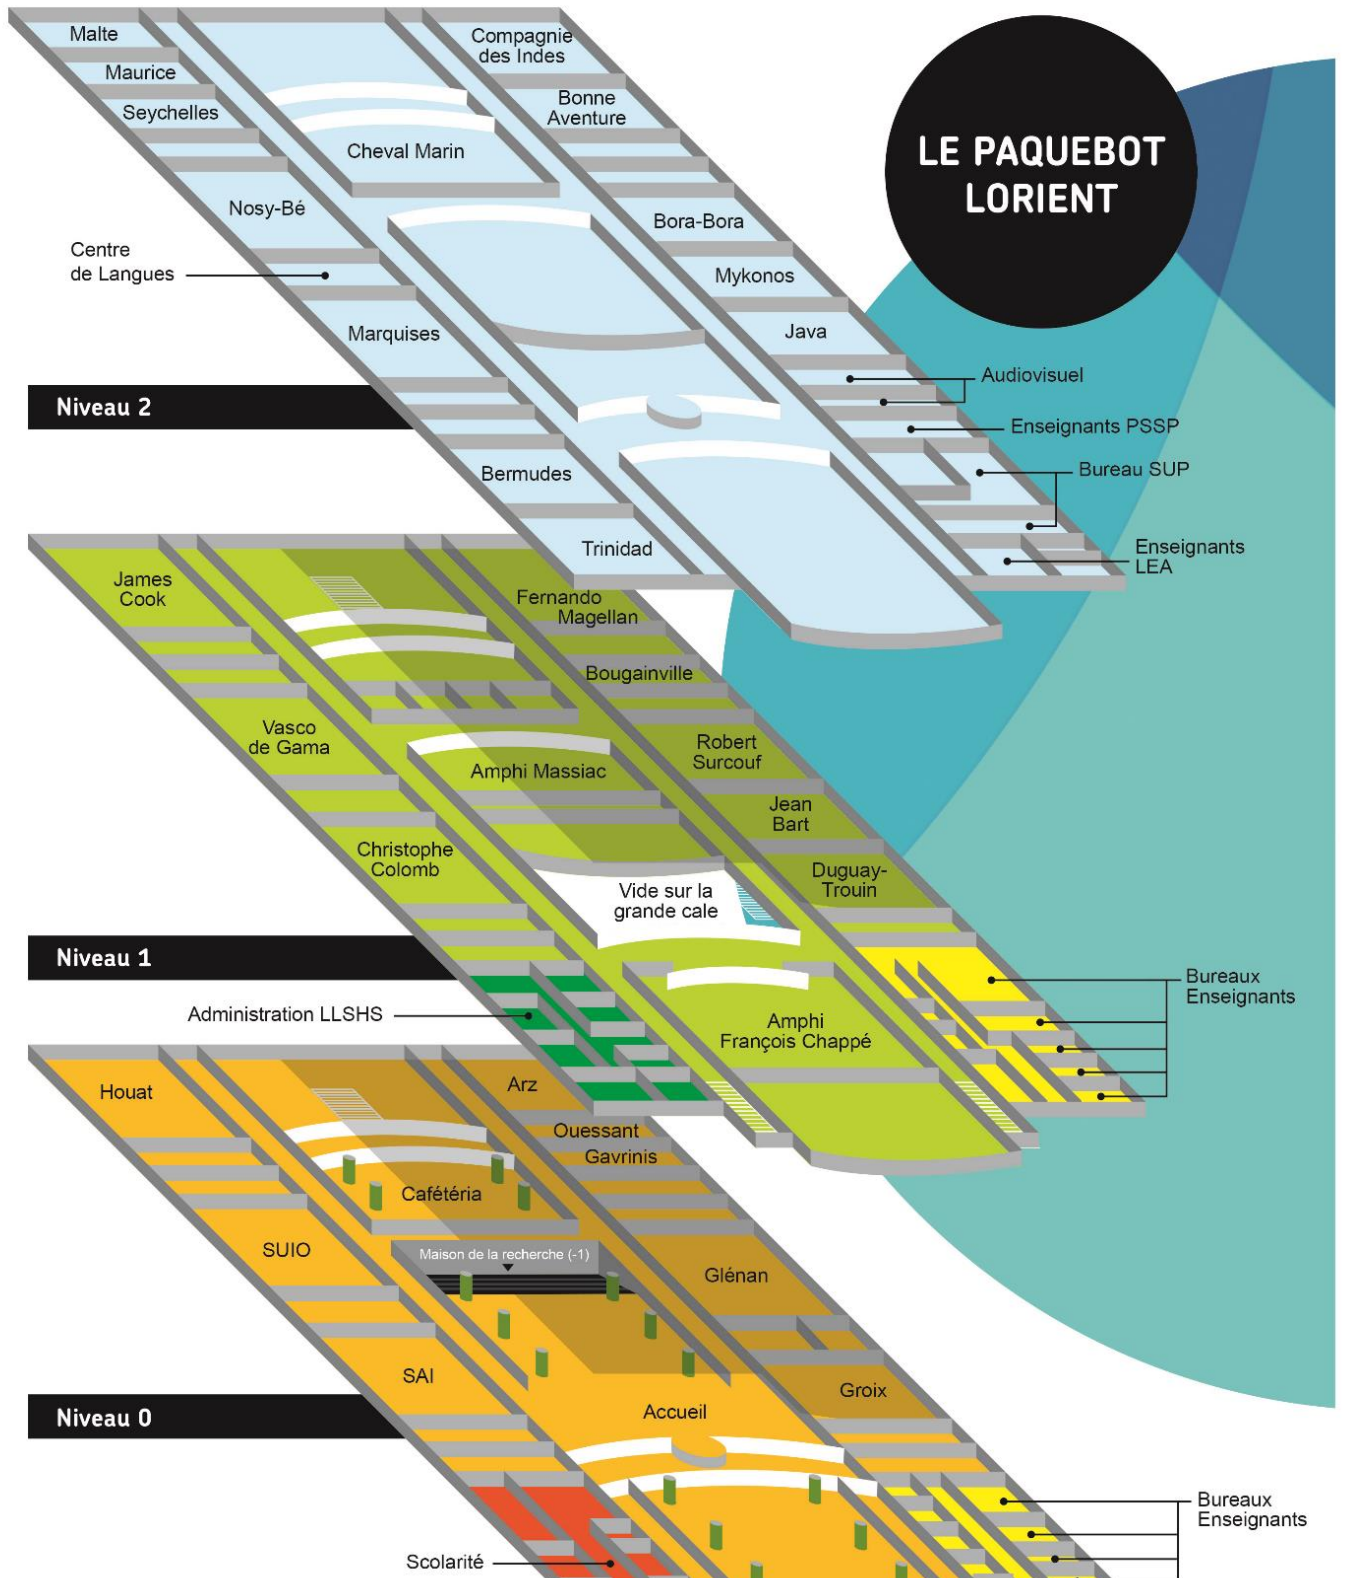 LE PAQUEBOT
LORIENT
Malte
Maurice
Seychelles
Nosy-Bé
Centre
de Langues
Marquises
Bermudes
Trinidad
Cheval Marin
Compagnie
des Indes
Bonne
Aventure
Bora-Bora
Mykonos
Java
Audiovisuel
Enseignants PSSP
Bureau SUP
Enseignants
LEA
Niveau 2
James
Cook
Vasco
de Gama
Christophe
Colomb
Administration LLSHS
Amphi Massiac
Vide sur la
grande cale
Amphi
François Chappé
Fernando
Magellan
Bougainville
Robert
Surcouf
Jean
Bart
Duguay-
Trouin
Bureaux
Enseignants
Niveau 1
Houat
SUIO
SAI
Scolarité
Cafétéria
Maison de la recherche (-1)
Accueil
Arz
Ouessant
Gavrinis
Glénan
Groix
Bureaux
Enseignants
Niveau 0